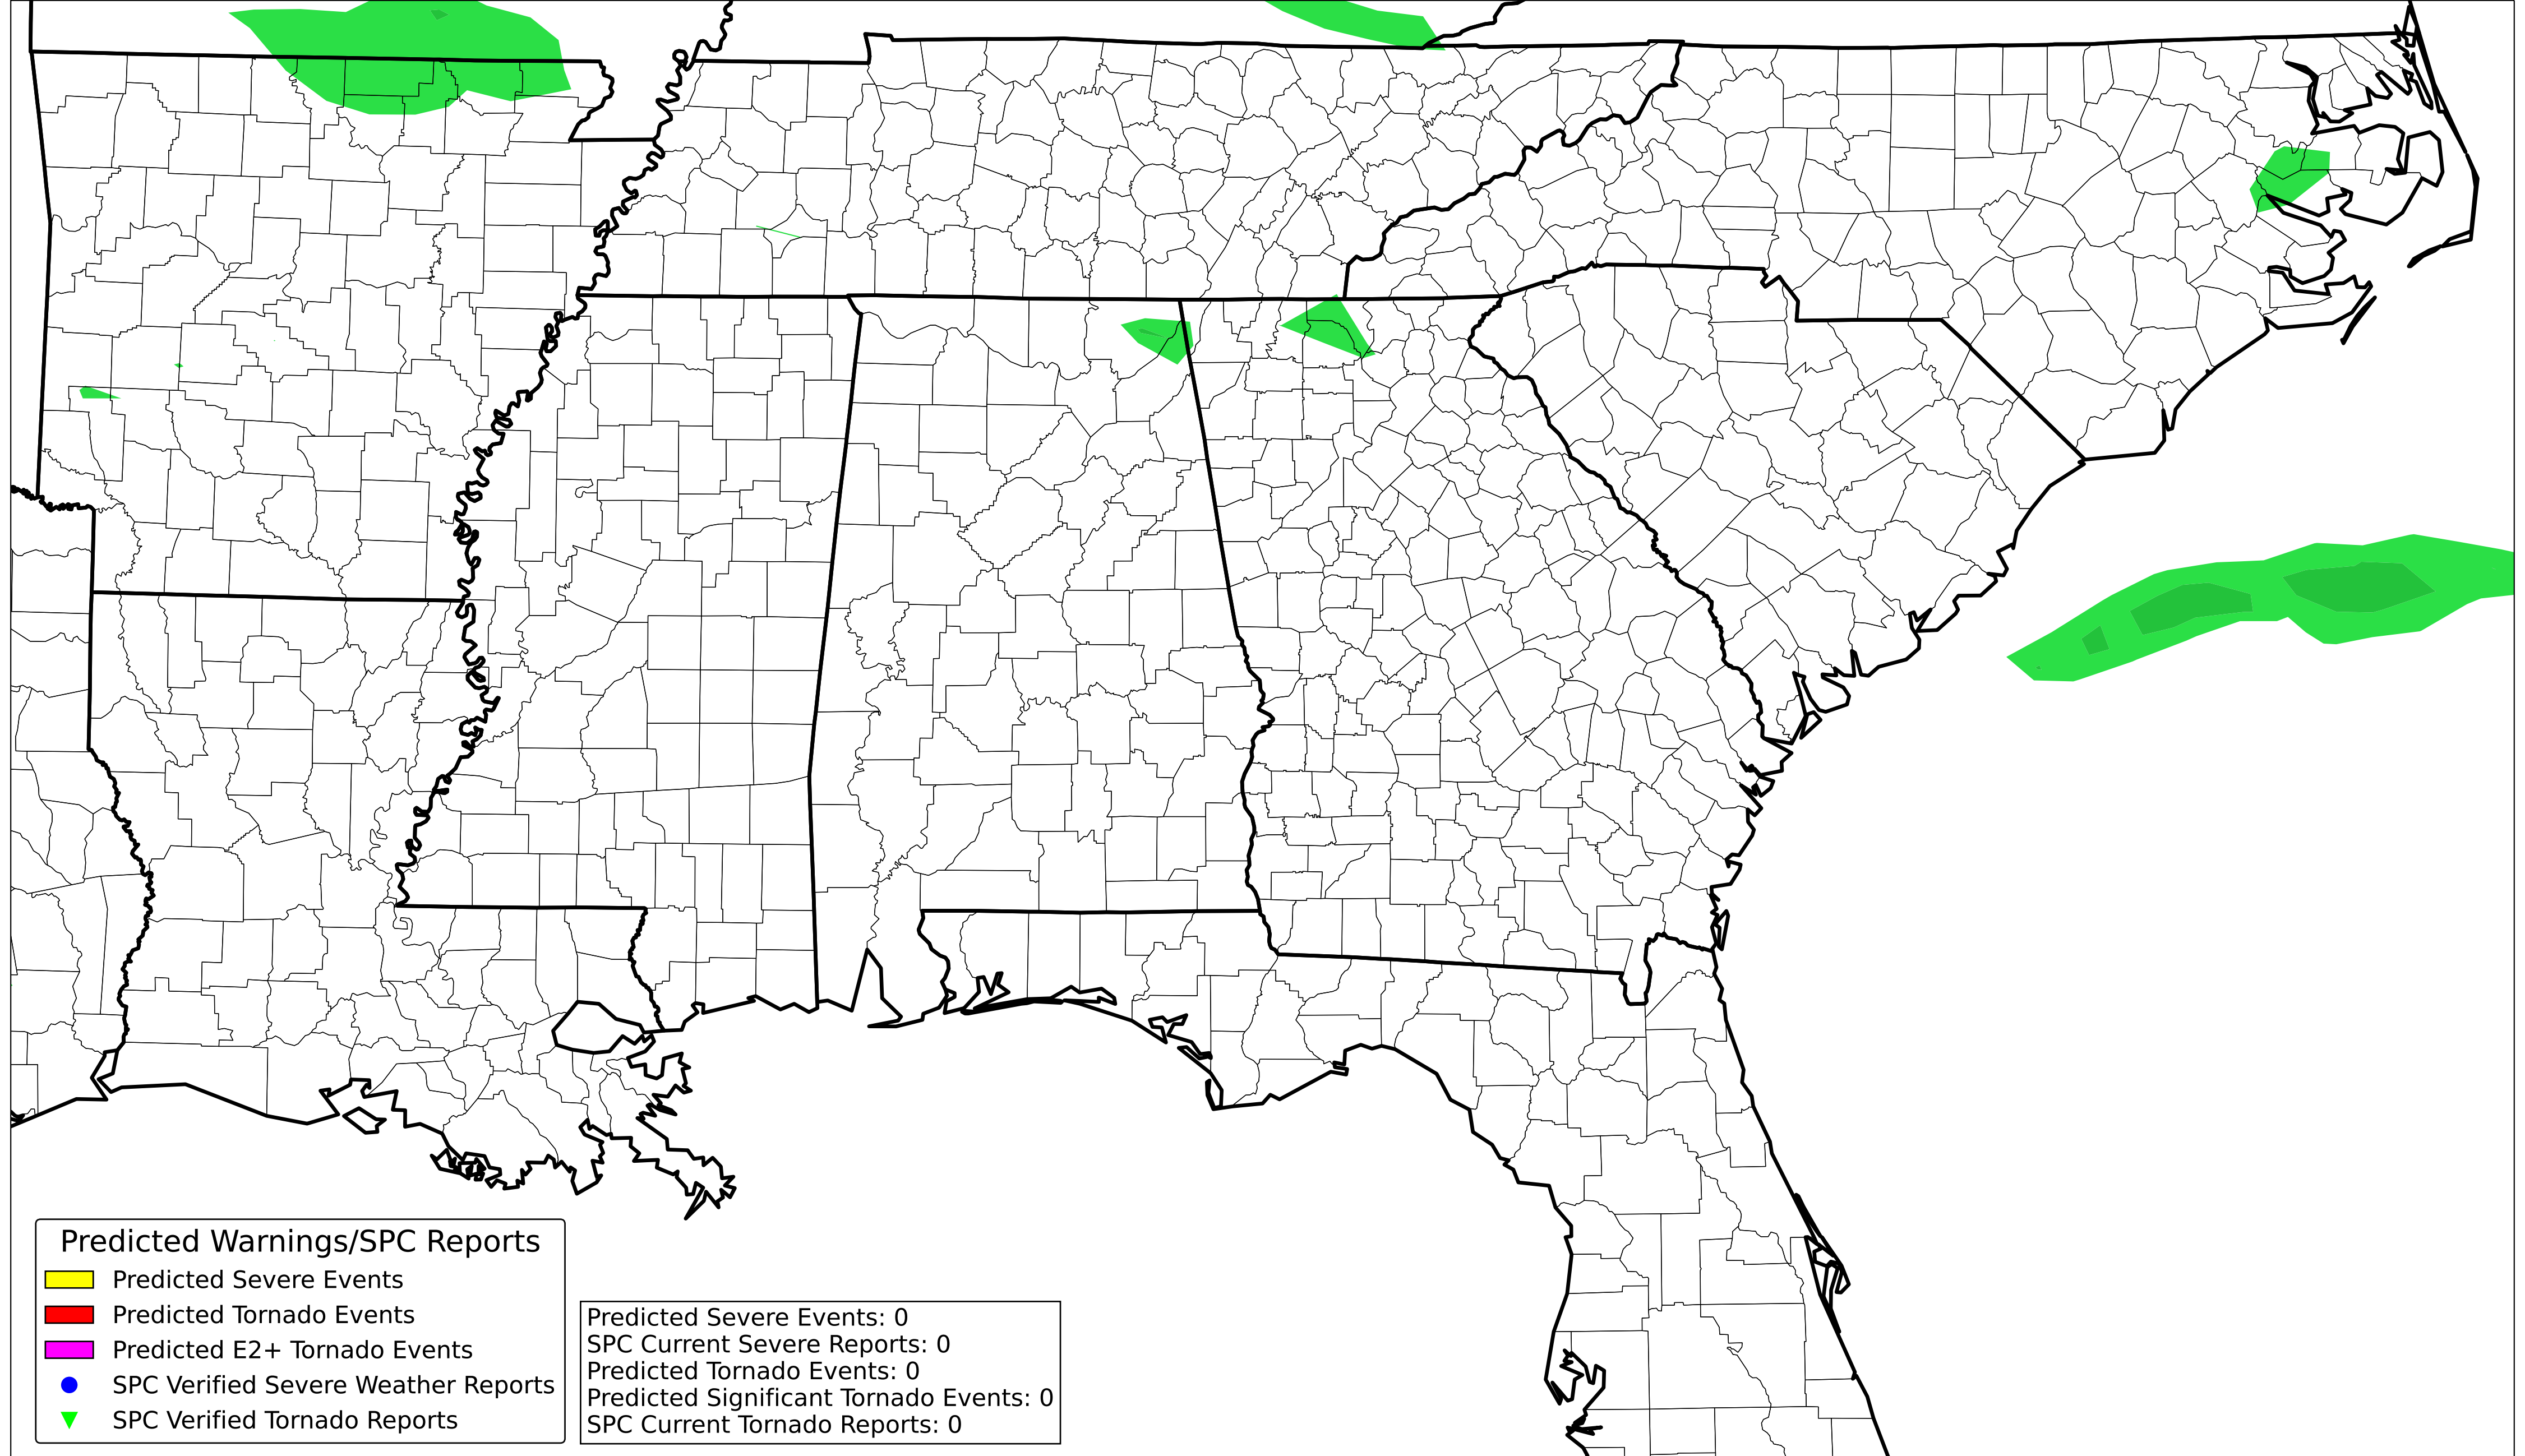 Predicted Warnings/SPC Reports
Predicted Severe Events
Predicted Tornado Events
Predicted E2+ Tornado Events
SPC Verified Severe Weather Reports
SPC Verified Tornado Reports
Predicted Severe Events: 0
SPC Current Severe Reports: 0
Predicted Tornado Events: 0
Predicted Significant Tornado Events: 0
SPC Current Tornado Reports: 0